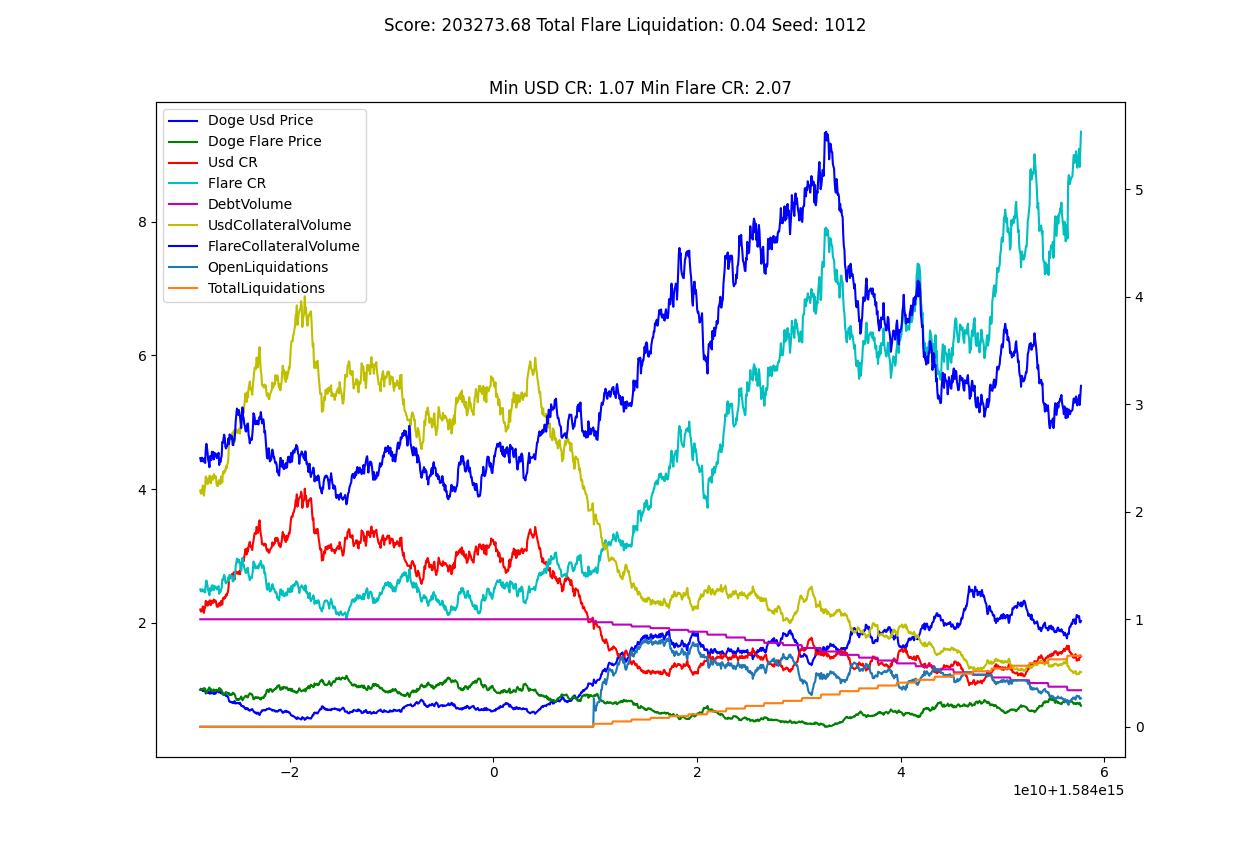 Score: 203273.68 Total Flare Liquidation: 0.04 Seed: 1012
Min USD CR: 1.07 Min Flare CR: 2.07
Doge Usd Price
Doge Flare Price
Usd CR
Flare CR
DebtVolume
UsdCollateralVolume
FlareCollateralVolume
OpenLiquidations
TotalLiquidations
8
6
4
2
5
4
3
2
1
0
−2
0
2
4
6
1e10+1.584e15